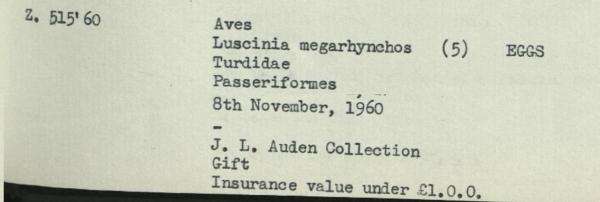 Z. 515'60
Aves
Luscinia megarhynchos (5) EGGS
Turdidae
Passeriformes
8th November, 1960
-
J. L. Auden Collection
Gift
Insurance value under £1.0.0.